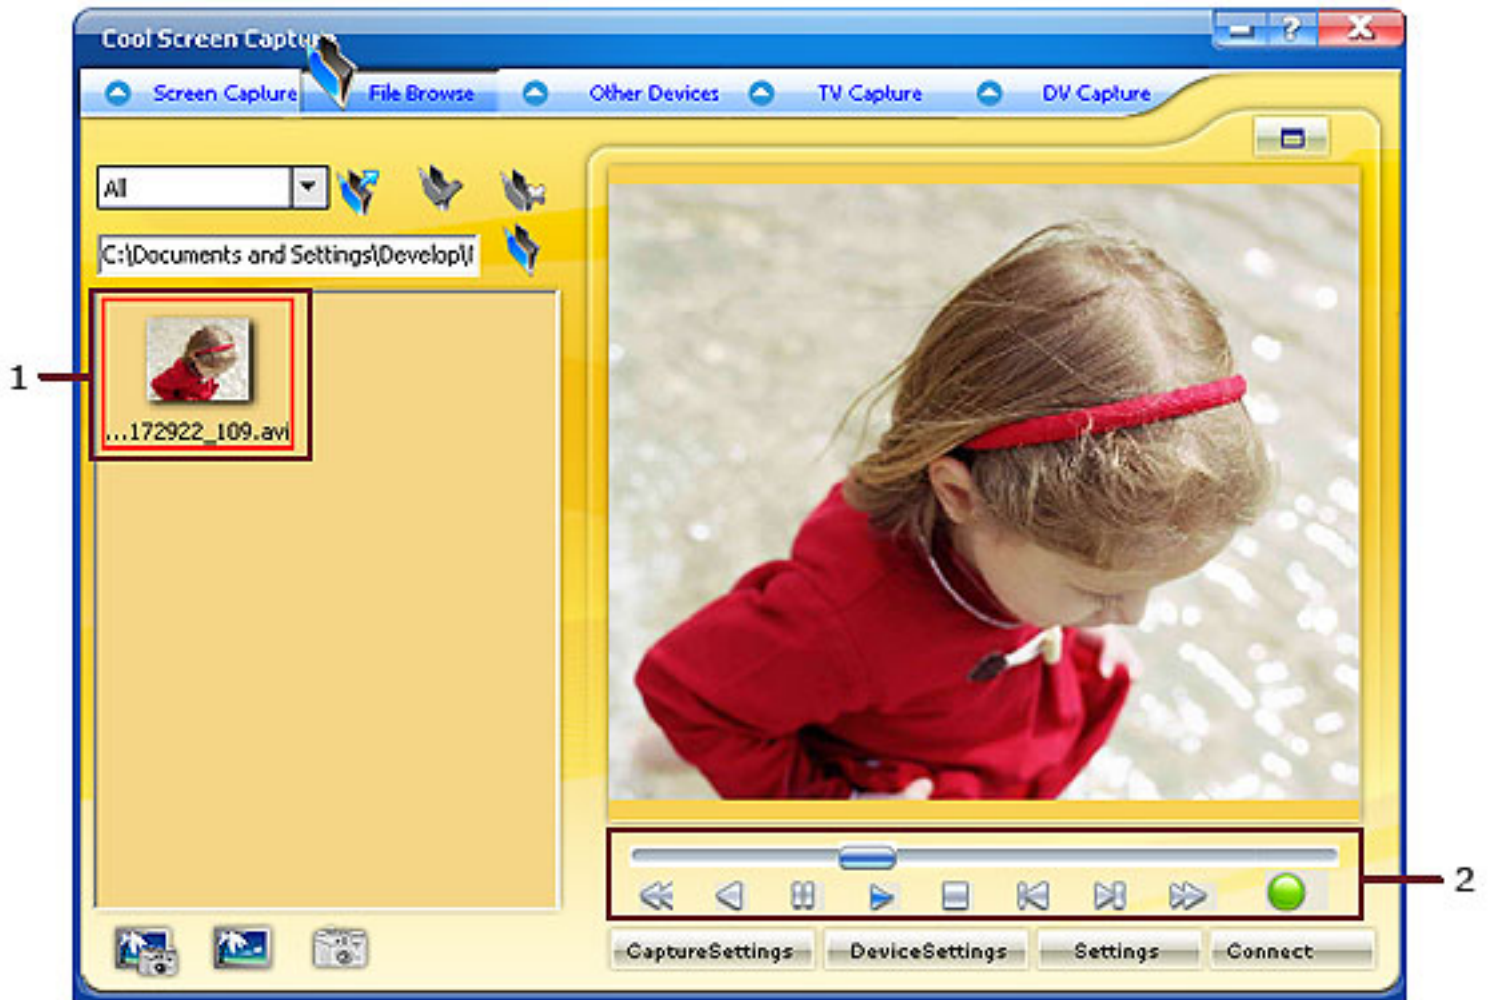 Cool Screen Capture
Screen Capture File Browse Other Devices TV Capture DV Capture
All
C:\Documents and Settings\Develop\
1
...172922_109.avi
2
CaptureSettings DeviceSettings Settings Connect